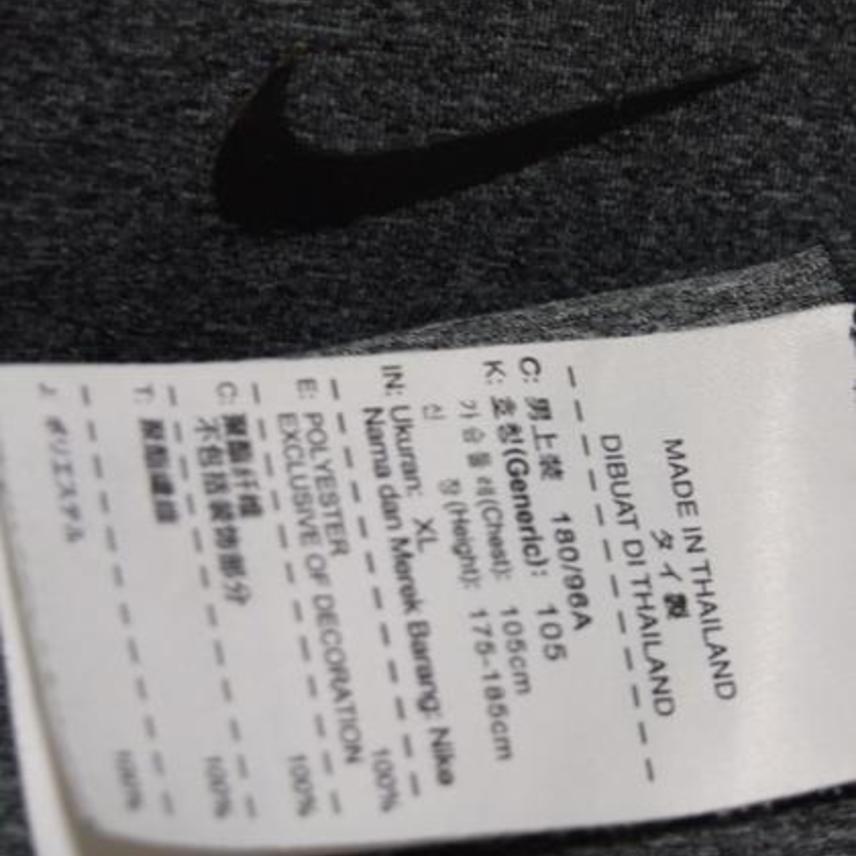 MADE IN THAILAND
タイ製
DIBUAT DI THAILAND
C: 男上装 180/96A
K: 호칭(Generic): 105
가슴둘레(Chest): 105cm
신장(Height): 175-185cm
IN: Ukuran: XL
Nama dan Merek Barang: Nike
E: POLYESTER 100%
EXCLUSIVE OF DECORATION
C: 聚酯纤维 100%
不包括装饰部分
T: 聚酯纖維 100%
J: ポリエステル 100%